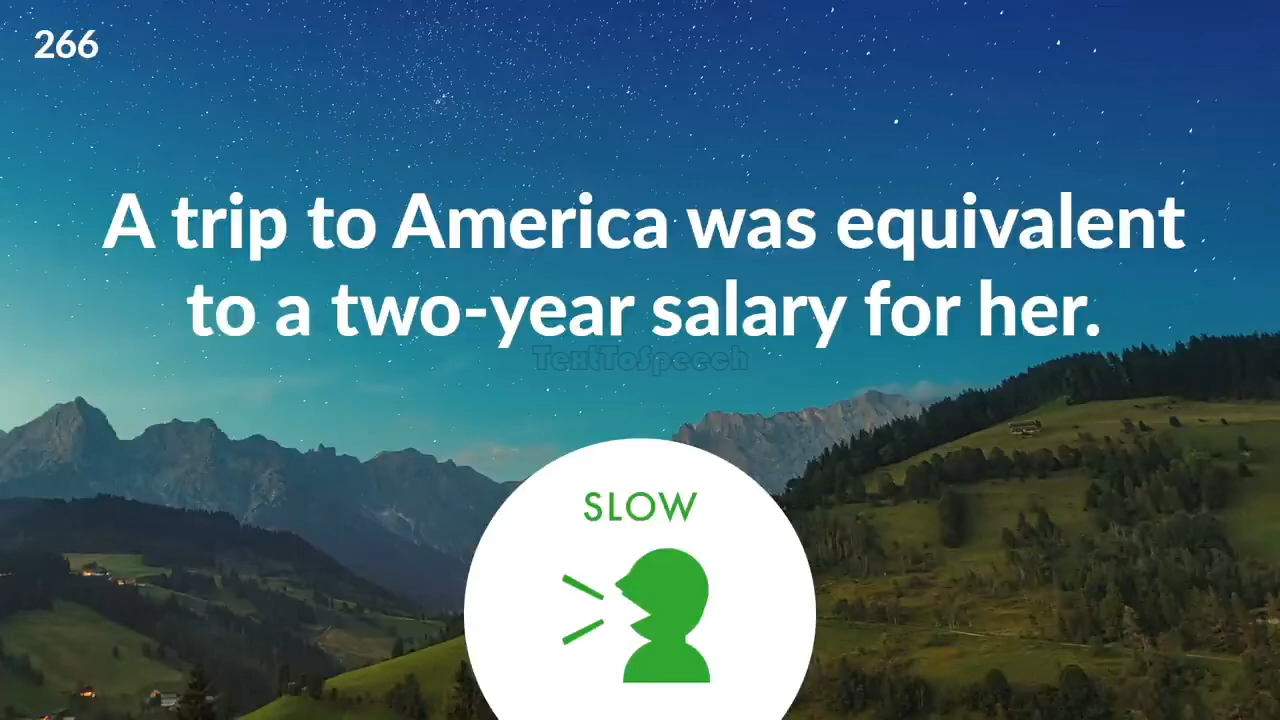 266
A trip to America was equivalent
to a two-year salary for her.
TextToSpeech
SLOW